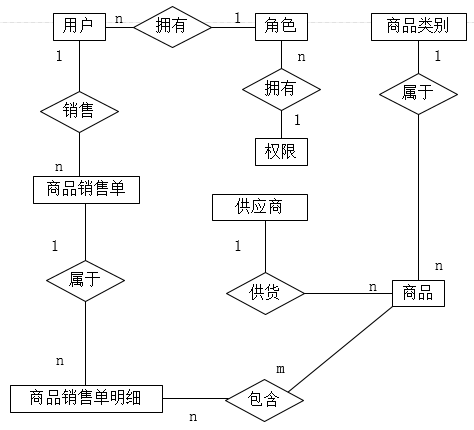 用户 n 拥有 1 角色 商品类别
1 n 1
销售 拥有 属于
1
n 权限
商品销售单
供应商
1 1
属于 供货 n 商品 n
n m
商品销售单明细 n 包含